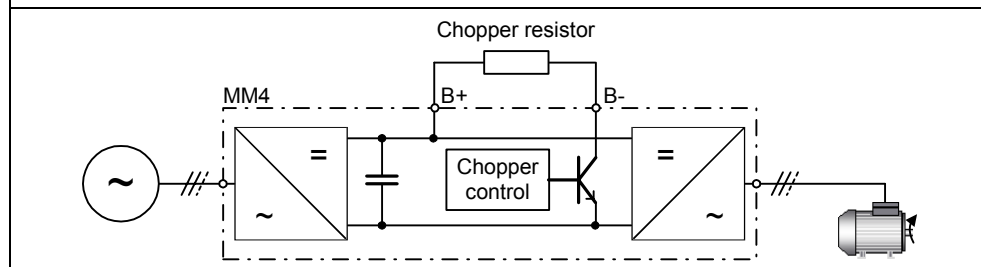 Chopper resistor
MM4
B+
B-
=
~
~
Chopper
control
=
~